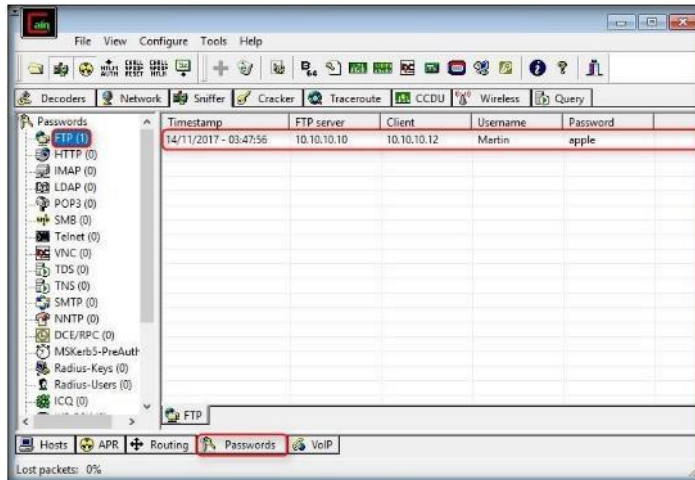 ain
File View Configure Tools Help
Decoders Network Sniffer Cracker Traceroute CCDU Wireless Query
Passwords
FTP (1)
HTTP (0)
IMAP (0)
LDAP (0)
POP3 (0)
SMB (0)
Telnet (0)
VNC (0)
TDS (0)
TNS (0)
SMTP (0)
NNTP (0)
DCE/RPC (0)
MSKerb5-PreAuth
Radius-Keys (0)
Radius-Users (0)
ICQ (0)
Timestamp FTP server Client Username Password
14/11/2017 - 03:47:56 10.10.10.10 10.10.10.12 Martin apple
FTP
Hosts APR Routing Passwords VoIP
Lost packets: 0%